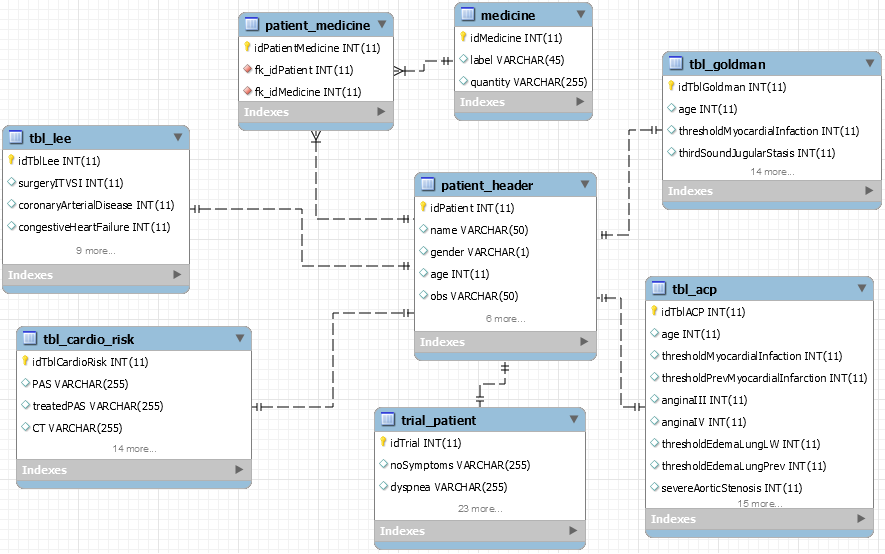 patient_medicine
idPatientMedicine INT(11)
fk_idPatient INT(11)
fk_idMedicine INT(11)
Indexes
medicine
idMedicine INT(11)
label VARCHAR(45)
quantity VARCHAR(255)
Indexes
tbl_goldman
idTblGoldman INT(11)
age INT(11)
thresholdMyocardialInfaction INT(11)
thirdSoundJugularStasis INT(11)
14 more...
Indexes
tbl_lee
idTblLee INT(11)
surgeryITVSI INT(11)
coronaryArterialDisease INT(11)
congestiveHeartFailure INT(11)
9 more...
Indexes
patient_header
idPatient INT(11)
name VARCHAR(50)
gender VARCHAR(1)
age INT(11)
obs VARCHAR(50)
6 more...
Indexes
tbl_acp
idTblACP INT(11)
age INT(11)
thresholdMyocardialInfaction INT(11)
thresholdPrevMyocardialInfarction INT(11)
anginaIII INT(11)
anginaIV INT(11)
thresholdEdemaLungLW INT(11)
thresholdEdemaLungPrev INT(11)
severeAorticStenosis INT(11)
15 more...
Indexes
tbl_cardio_risk
idTblCardioRisk INT(11)
PAS VARCHAR(255)
treatedPAS VARCHAR(255)
CT VARCHAR(255)
14 more...
Indexes
trial_patient
idTrial INT(11)
noSymptoms VARCHAR(255)
dyspnea VARCHAR(255)
23 more...
Indexes